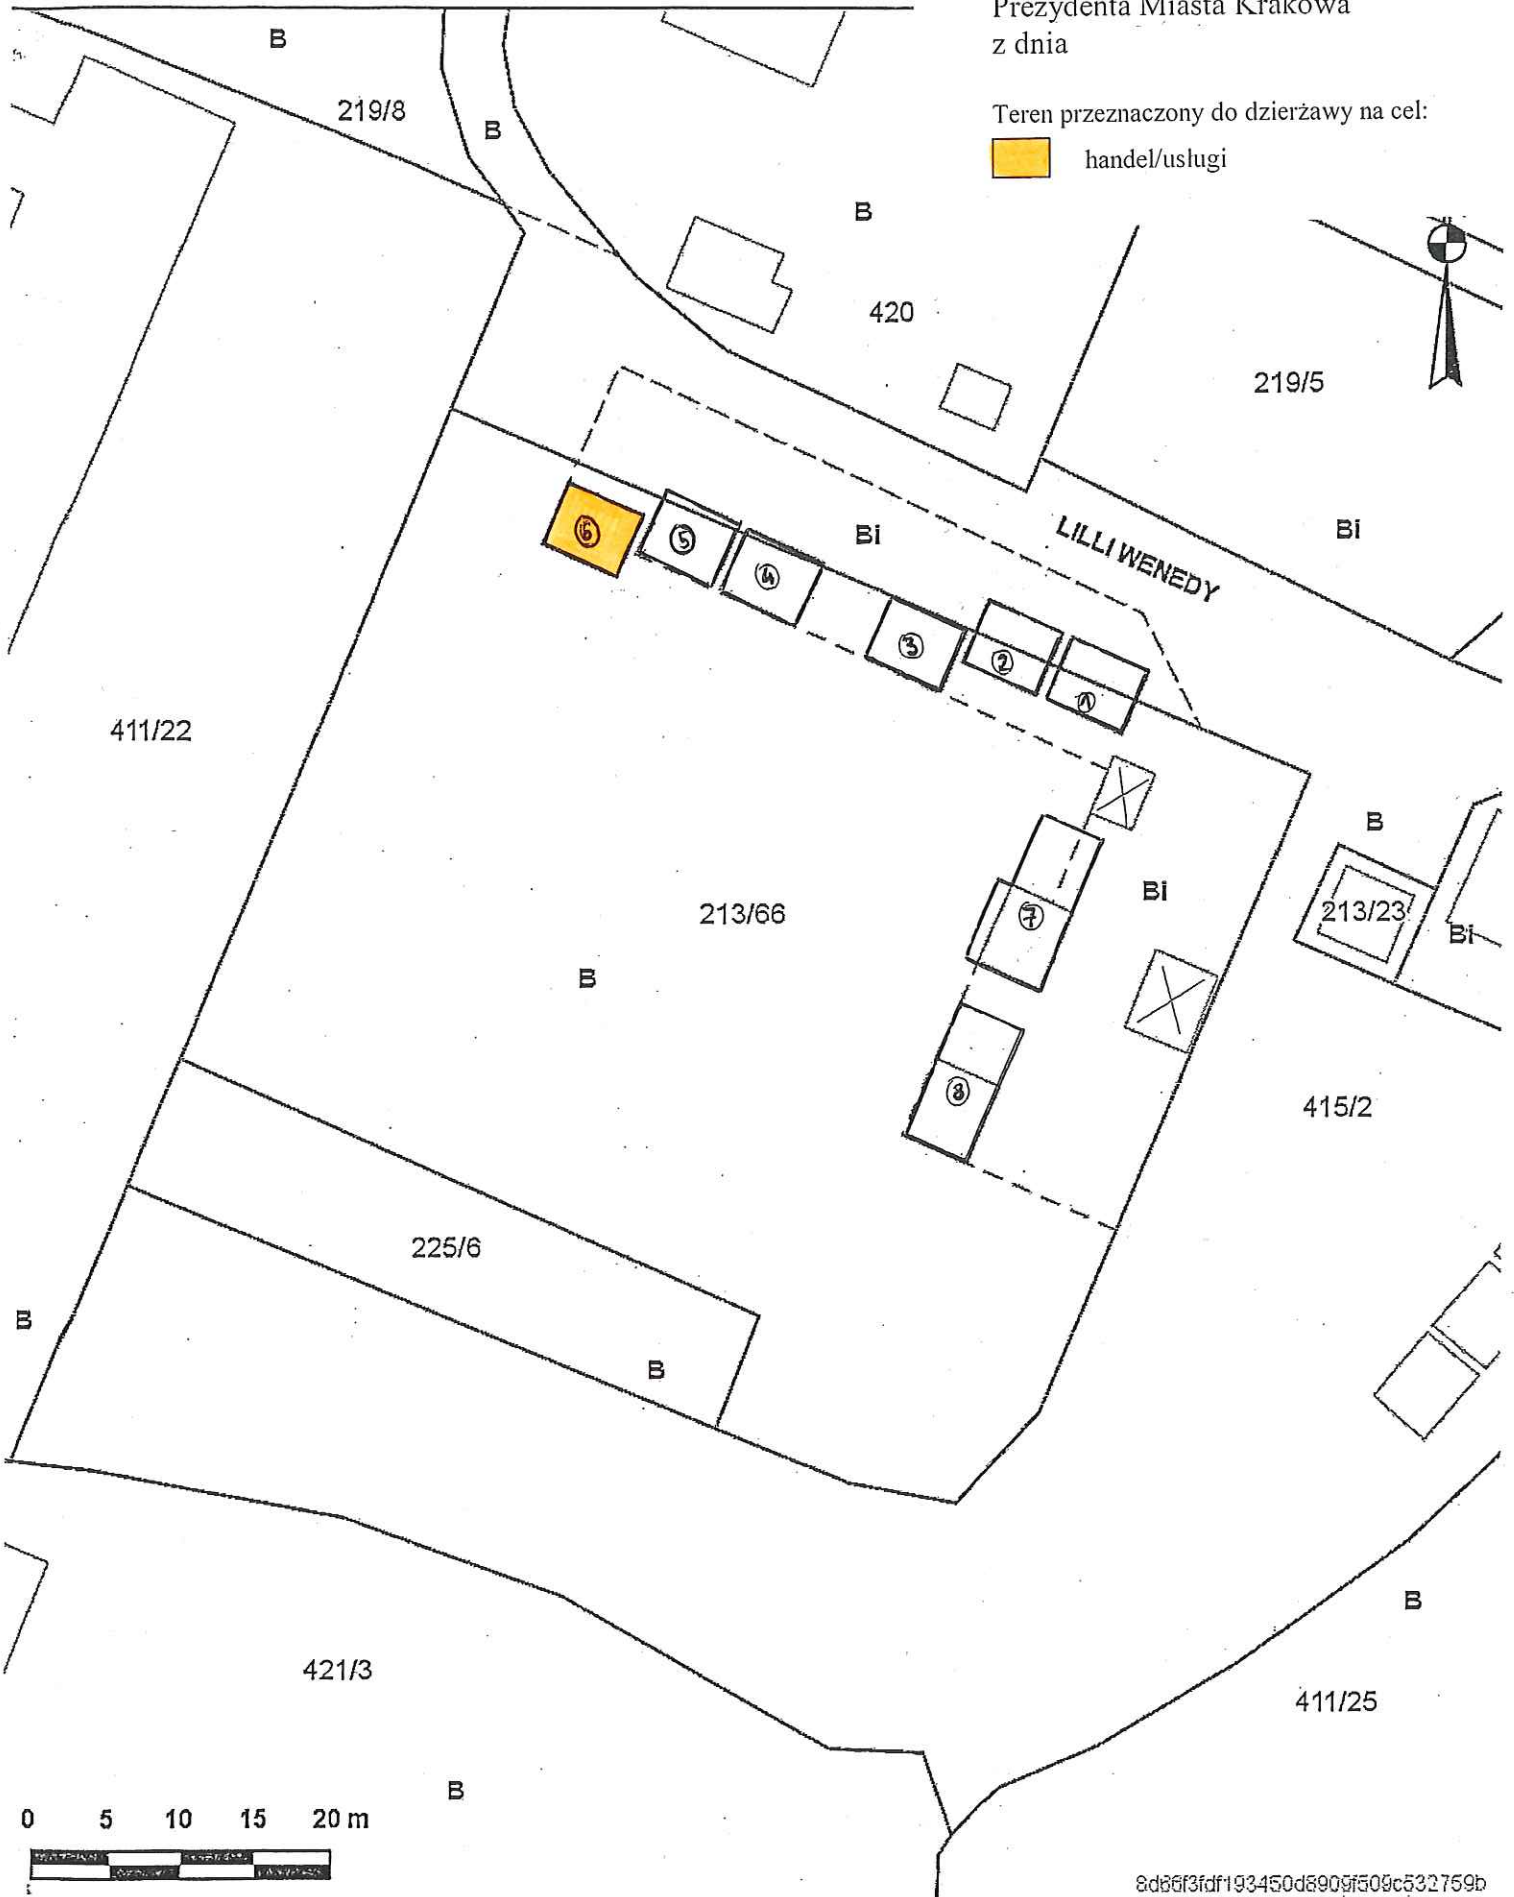 Prezydenta Miasta Krakowa
z dnia
Teren przeznaczony do dzierżawy na cel:
handel/usługi
B
219/8
B
B
420
219/5
Bi
Bi
LILLI WENEDY
6
5
4
3
2
1
411/22
213/66
B
7
Bi
B
213/23
Bi
8
415/2
225/6
B
B
421/3
B
411/25
B
0 5 10 15 20 m
8d66f3fdf193450d8909f509c532759b